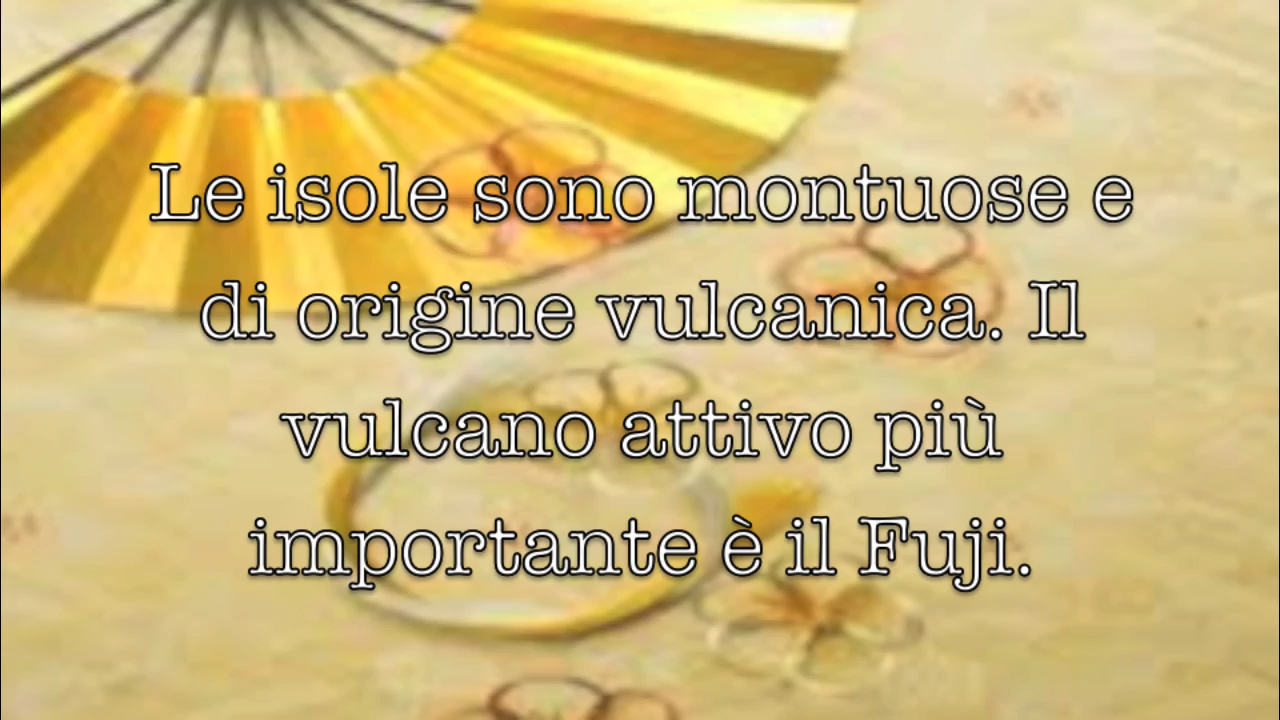 Le isole sono montuose e
di origine vulcanica. Il
vulcano attivo più
importante è il Fuji.